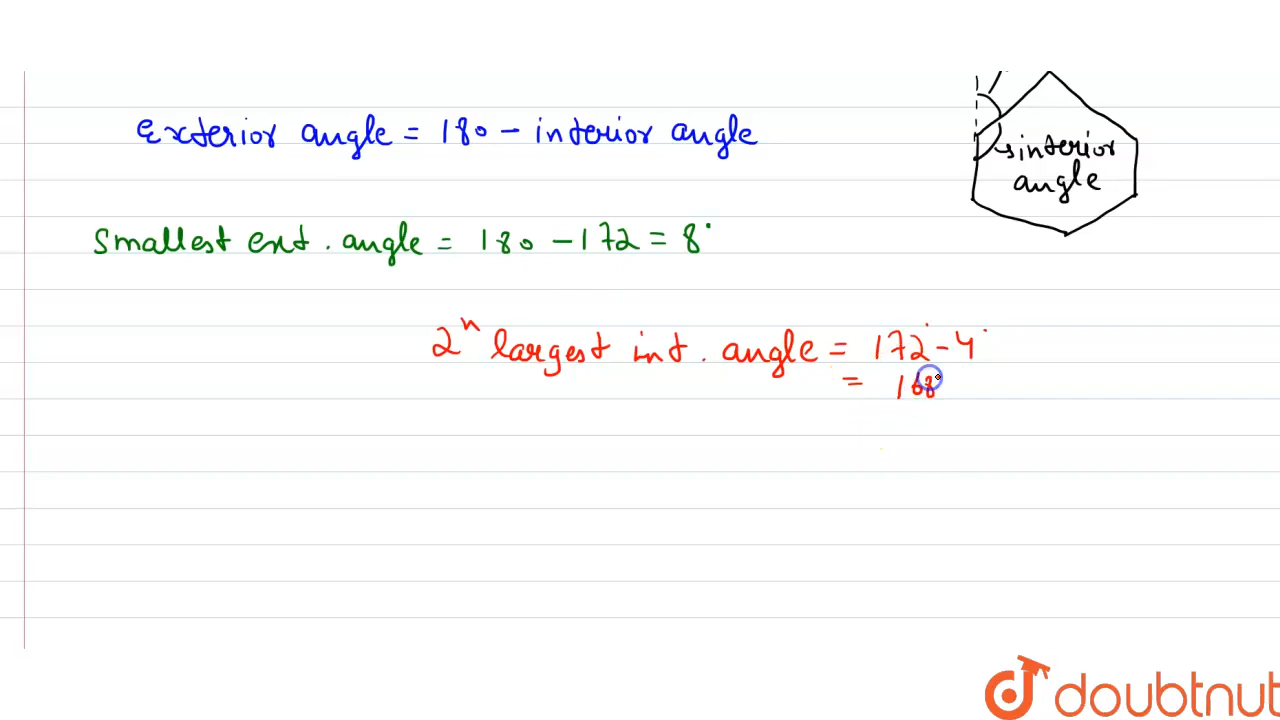 Exterior angle = 180 - interior angle
interior
angle
Smallest ext. angle = 180 - 172 = 8°
2ⁿ largest int. angle = 172° - 4°
= 168°
doubtnut